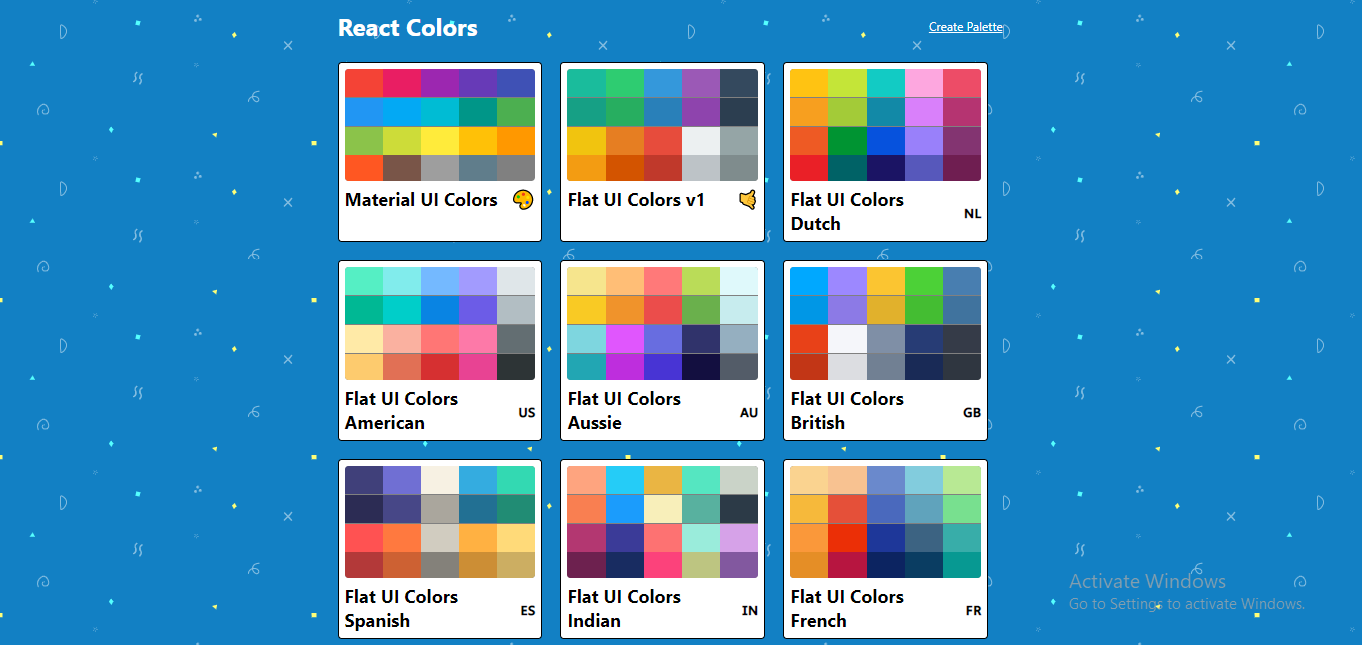 React Colors
Create Palette
Material UI Colors
Flat UI Colors v1
Flat UI Colors
Dutch
NL
Flat UI Colors
American
US
Flat UI Colors
Aussie
AU
Flat UI Colors
British
GB
Flat UI Colors
Spanish
ES
Flat UI Colors
Indian
IN
Flat UI Colors
French
FR
Activate Windows
Go to Settings to activate Windows.